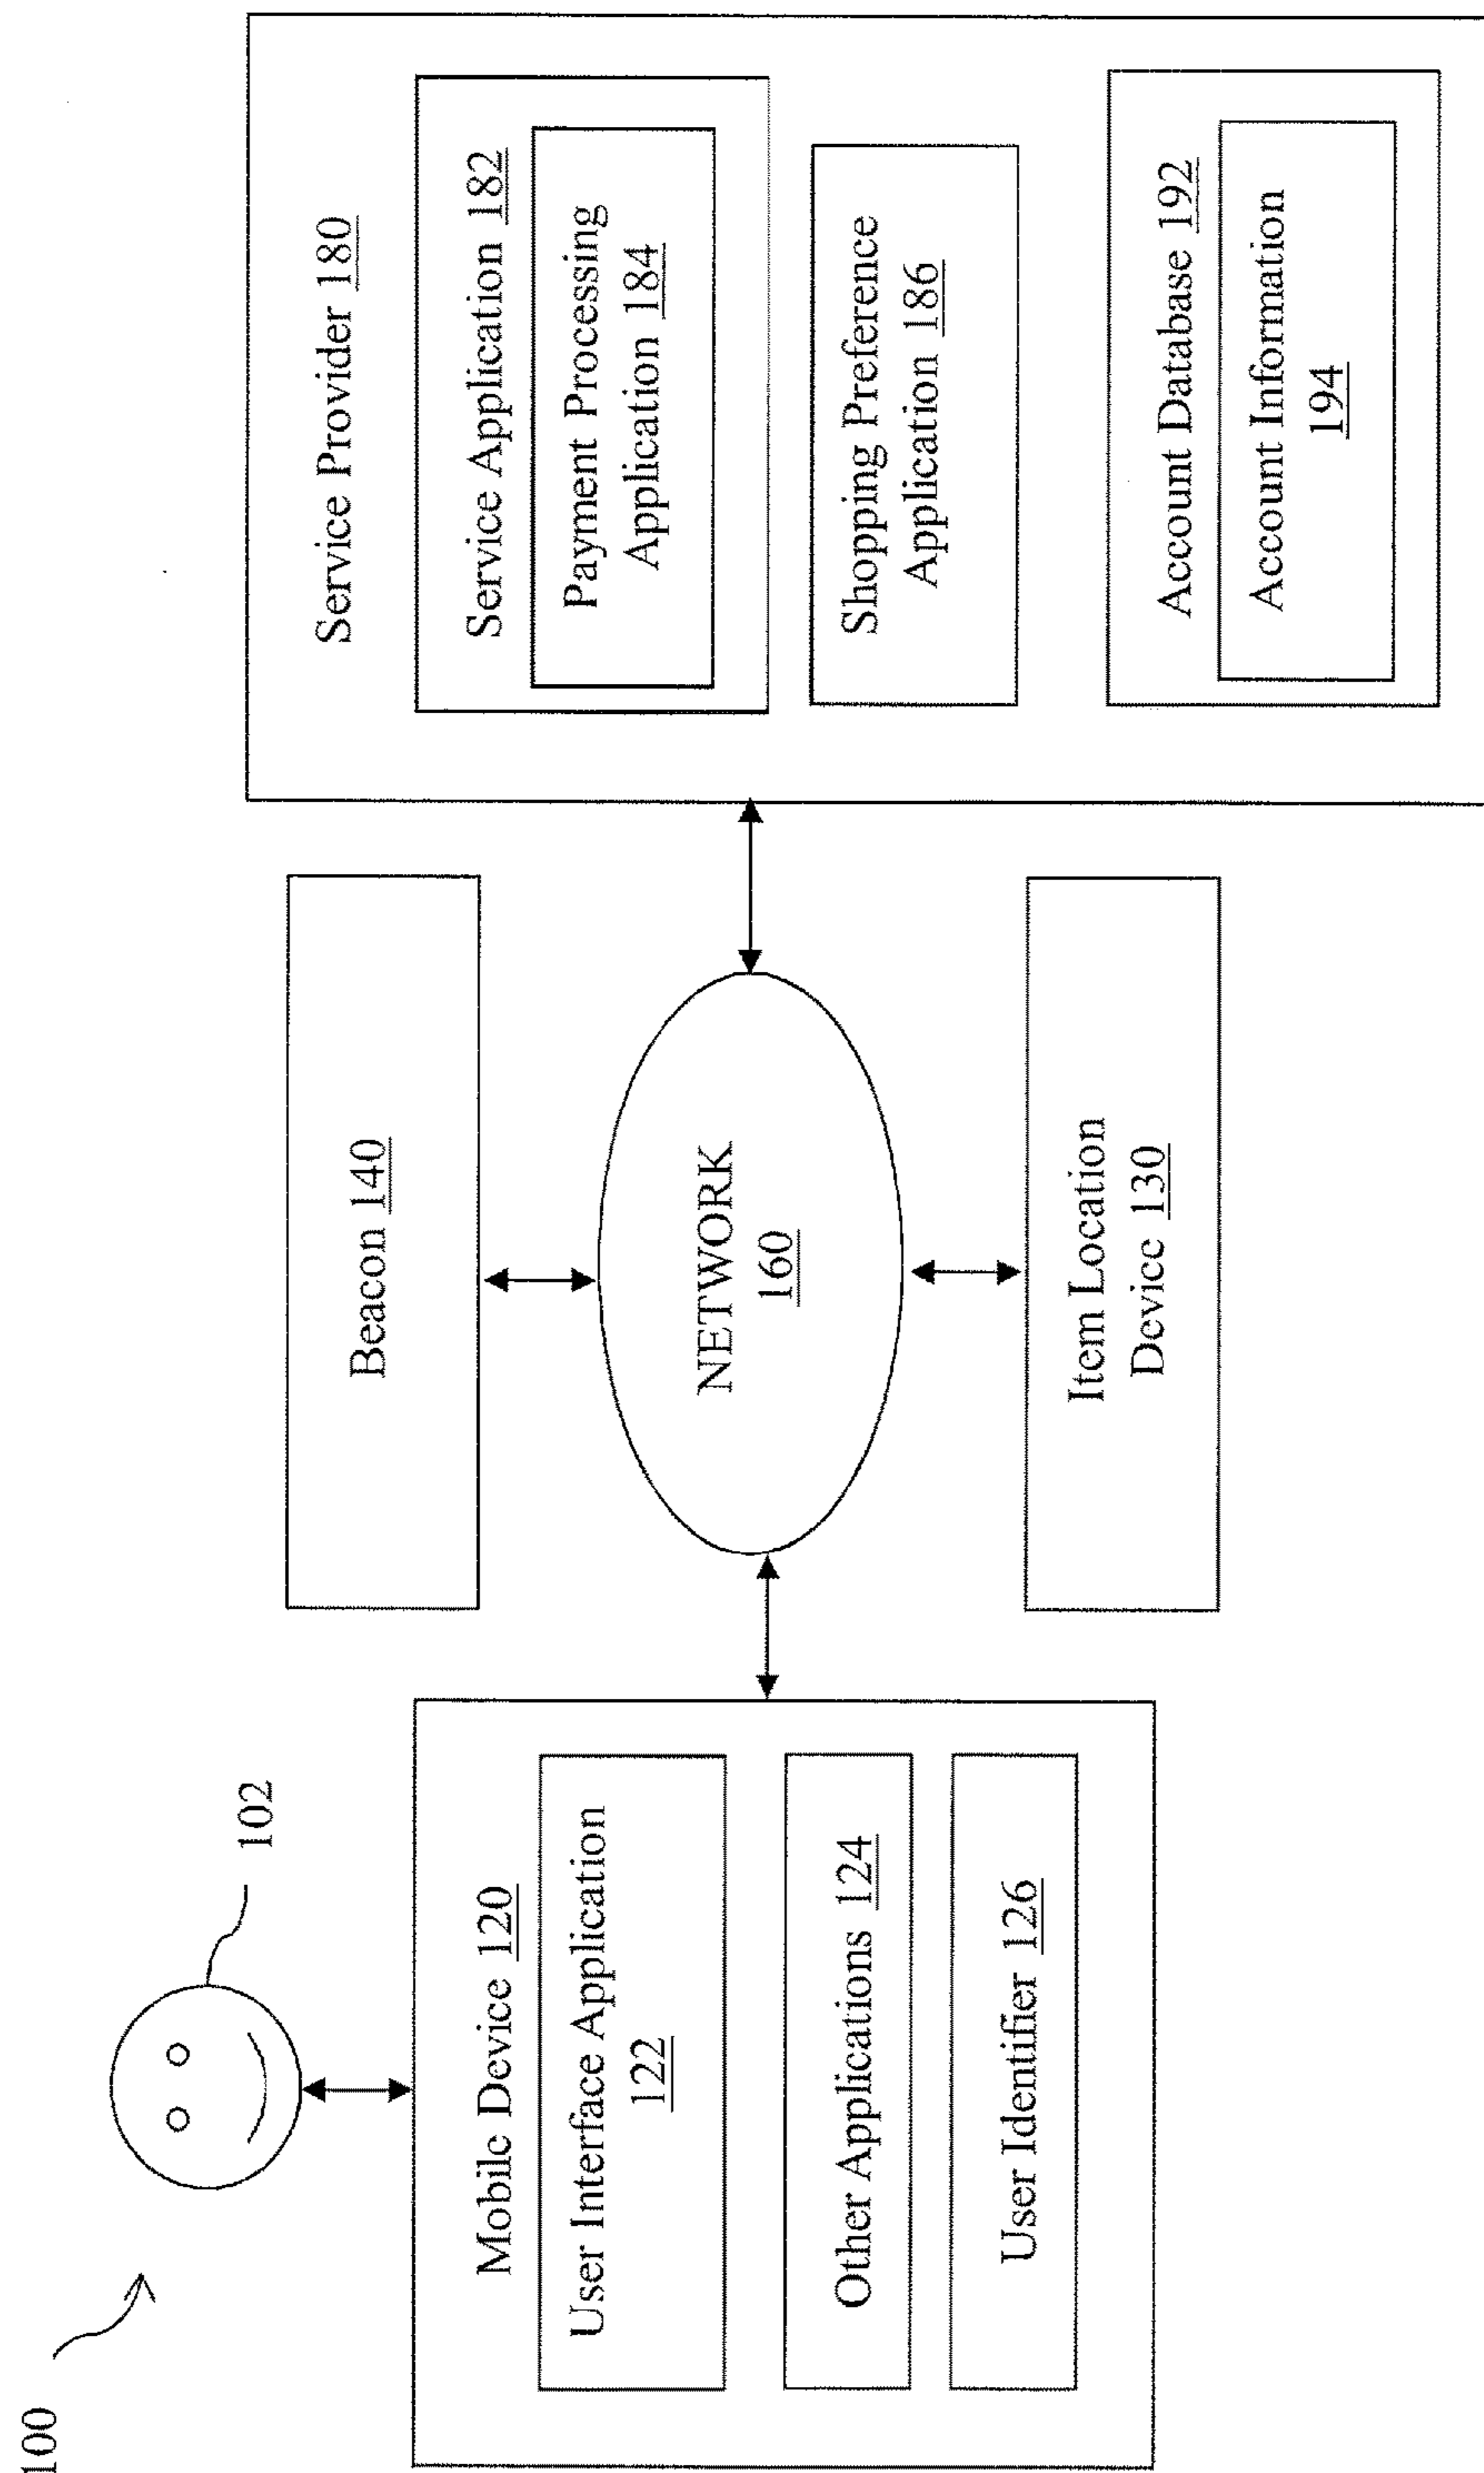 100
102
Mobile Device 120
User Interface Application
122
Other Applications 124
User Identifier 126
Beacon 140
NETWORK
160
Item Location
Device 130
Service Provider 180
Service Application 182
Payment Processing
Application 184
Shopping Preference
Application 186
Account Database 192
Account Information
194